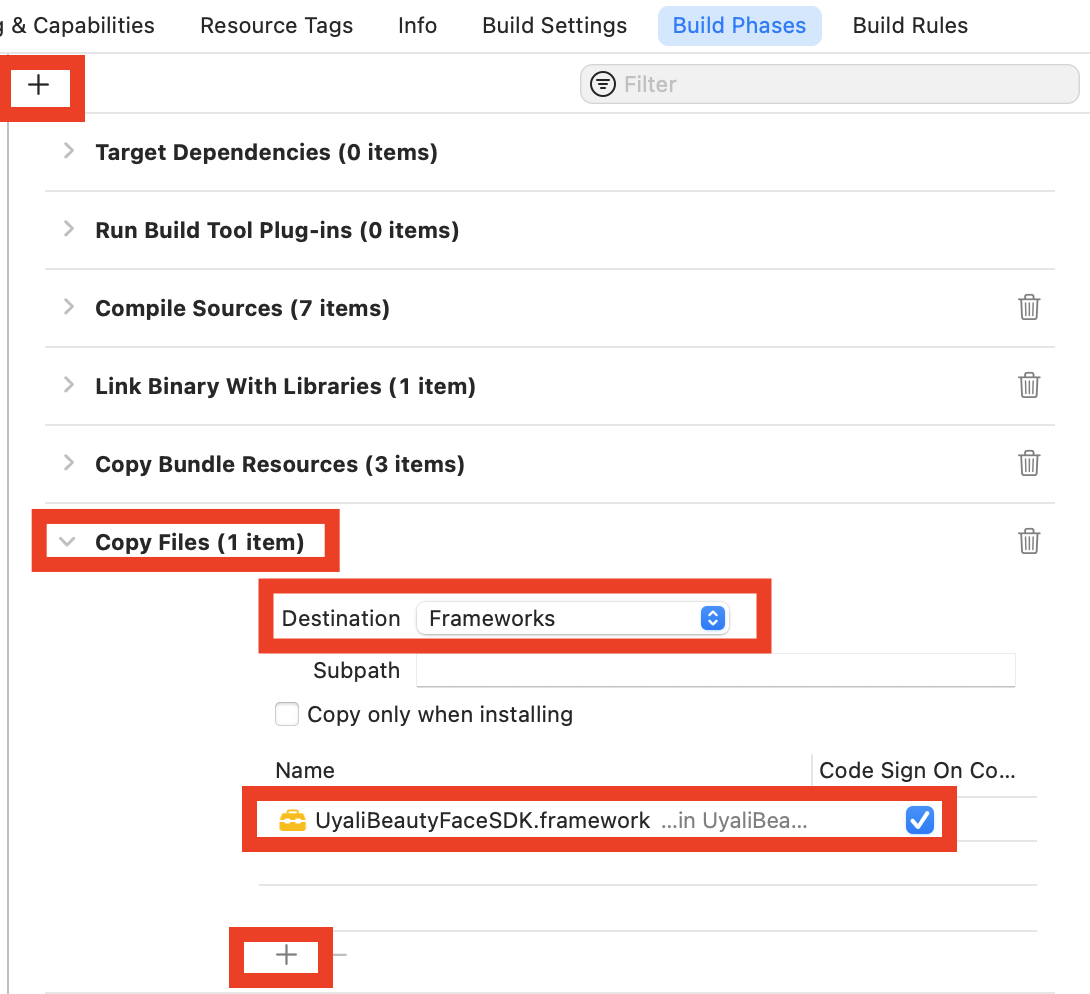 g & Capabilities Resource Tags Info Build Settings Build Phases Build Rules
Filter
Target Dependencies (0 items)
Run Build Tool Plug-ins (0 items)
Compile Sources (7 items)
Link Binary With Libraries (1 item)
Copy Bundle Resources (3 items)
Copy Files (1 item)
Destination Frameworks
Subpath
Copy only when installing
Name Code Sign On Co...
UyaliBeautyFaceSDK.framework ...in UyaliBea...